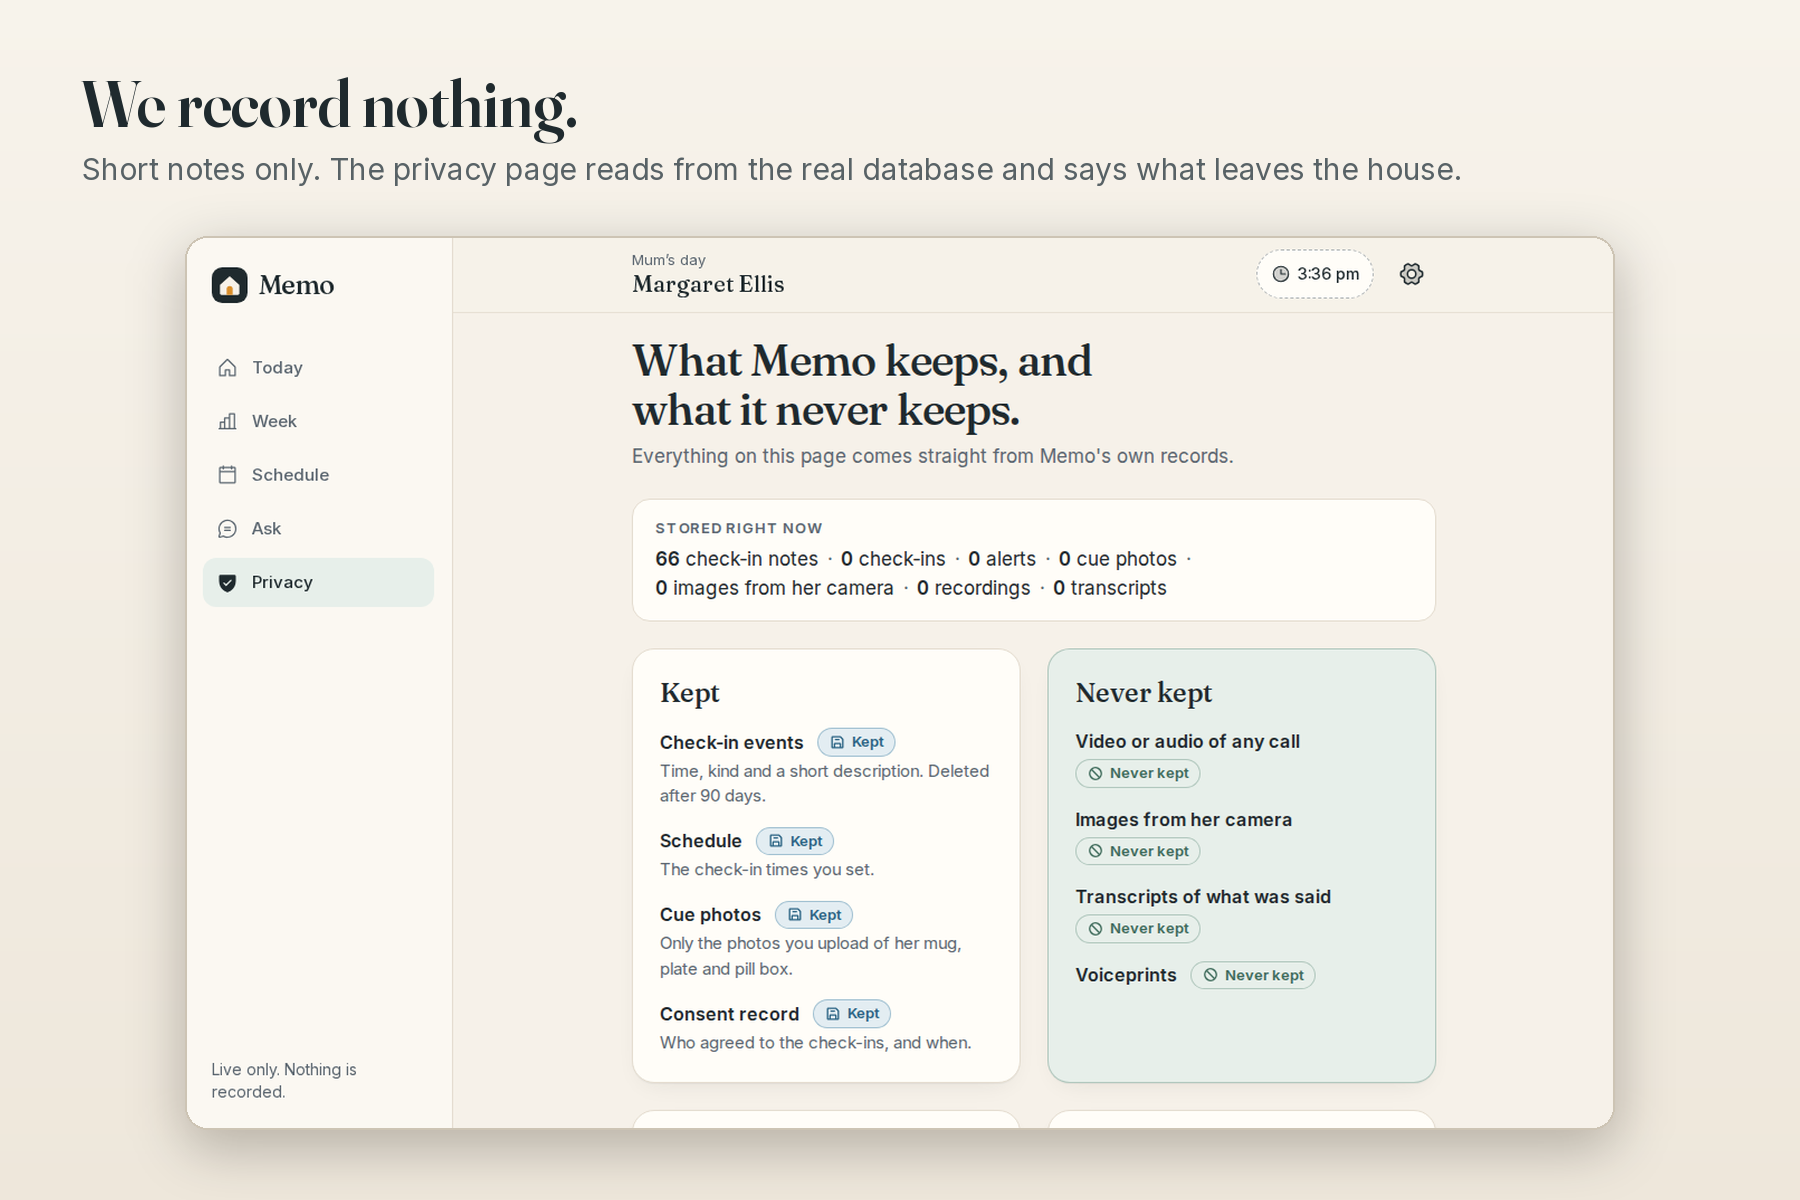 We record nothing.
Short notes only. The privacy page reads from the real database and says what leaves the house.
Memo
Today
Week
Schedule
Ask
Privacy
Live only. Nothing is
recorded.
Mum's day
Margaret Ellis
3:36 pm
What Memo keeps, and
what it never keeps.
Everything on this page comes straight from Memo's own records.
STORED RIGHT NOW
66 check-in notes · 0 check-ins · 0 alerts · 0 cue photos ·
0 images from her camera · 0 recordings · 0 transcripts
Kept
Check-in events Kept
Time, kind and a short description. Deleted
after 90 days.
Schedule Kept
The check-in times you set.
Cue photos Kept
Only the photos you upload of her mug,
plate and pill box.
Consent record Kept
Who agreed to the check-ins, and when.
Never kept
Video or audio of any call
Never kept
Images from her camera
Never kept
Transcripts of what was said
Never kept
Voiceprints Never kept